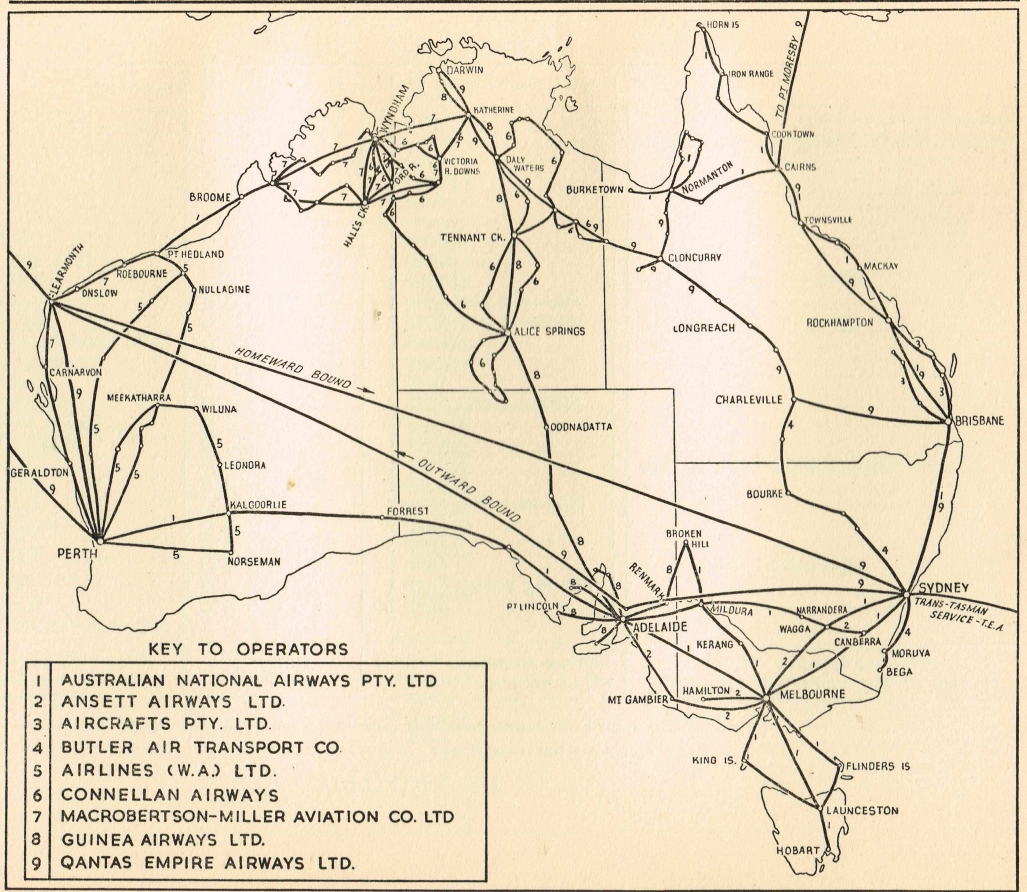 HORN IS
IRON RANGE
TO PT MORESBY
9
COOKTOWN
CAIRNS
DARWIN
KATHERINE
WYNDHAM
VICTORIA
R. DOWNS
DALY
WATERS
ORD R.
BURKETOWN
NORMANTON
BROOME
HALL'S CK.
TOWNSVILLE
TENNANT CK.
CLONCURRY
MACKAY
PT HEDLAND
ROEBOURNE
LEARMONTH
ONSLOW
NULLAGINE
ROCKHAMPTON
ALICE SPRINGS
LONGREACH
HOMEWARD BOUND
CARNARVON
MEEKATHARRA
WILUNA
CHARLEVILLE
BRISBANE
OODNADATTA
OUTWARD BOUND
LEONORA
GERALDTON
KALGOORLIE
FORREST
BOURKE
PERTH
NORSEMAN
BROKEN
HILL
RENMARK
SYDNEY
TRANS-TASMAN
SERVICE-T.E.A.
PT LINCOLN
MILDURA
NARRANDERA
ADELAIDE
WAGGA
CANBERRA
KERANG
MORUYA
BEGA
MT GAMBIER
HAMILTON
MELBOURNE
KING IS.
FLINDERS IS
LAUNCESTON
HOBART
KEY TO OPERATORS
1 AUSTRALIAN NATIONAL AIRWAYS PTY. LTD
2 ANSETT AIRWAYS LTD.
3 AIRCRAFTS PTY. LTD.
4 BUTLER AIR TRANSPORT CO.
5 AIRLINES (W.A.) LTD.
6 CONNELLAN AIRWAYS
7 MACROBERTSON-MILLER AVIATION CO. LTD
8 GUINEA AIRWAYS LTD.
9 QANTAS EMPIRE AIRWAYS LTD.